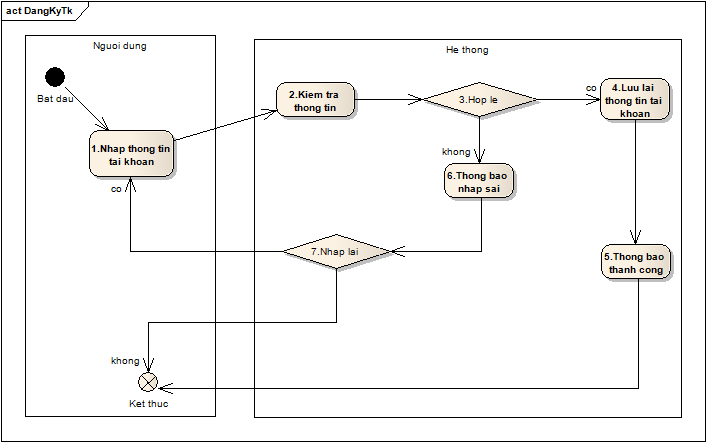 act DangKyTk
Nguoi dung
He thong
Bat dau
1.Nhap thong tin
tai khoan
2.Kiem tra
thong tin
3.Hop le
co
4.Luu lai
thong tin tai
khoan
khong
6.Thong bao
nhap sai
co
7.Nhap lai
5.Thong bao
thanh cong
khong
Ket thuc